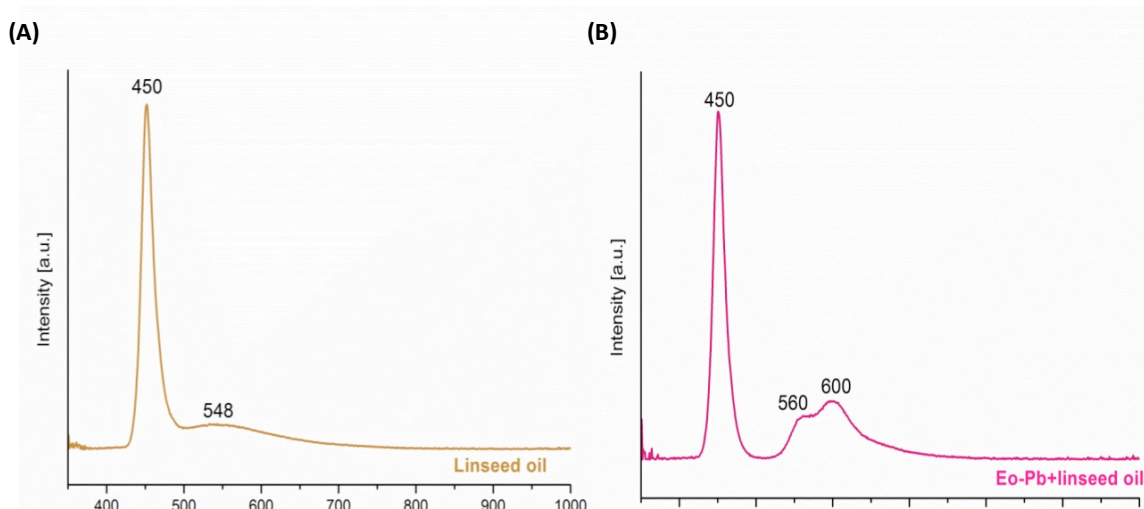 (A)
450
548
Intensity [a.u.]
Linseed oil
400 500 600 700 800 900 1000
(B)
450
560
600
Intensity [a.u.]
Eo-Pb+linseed oil